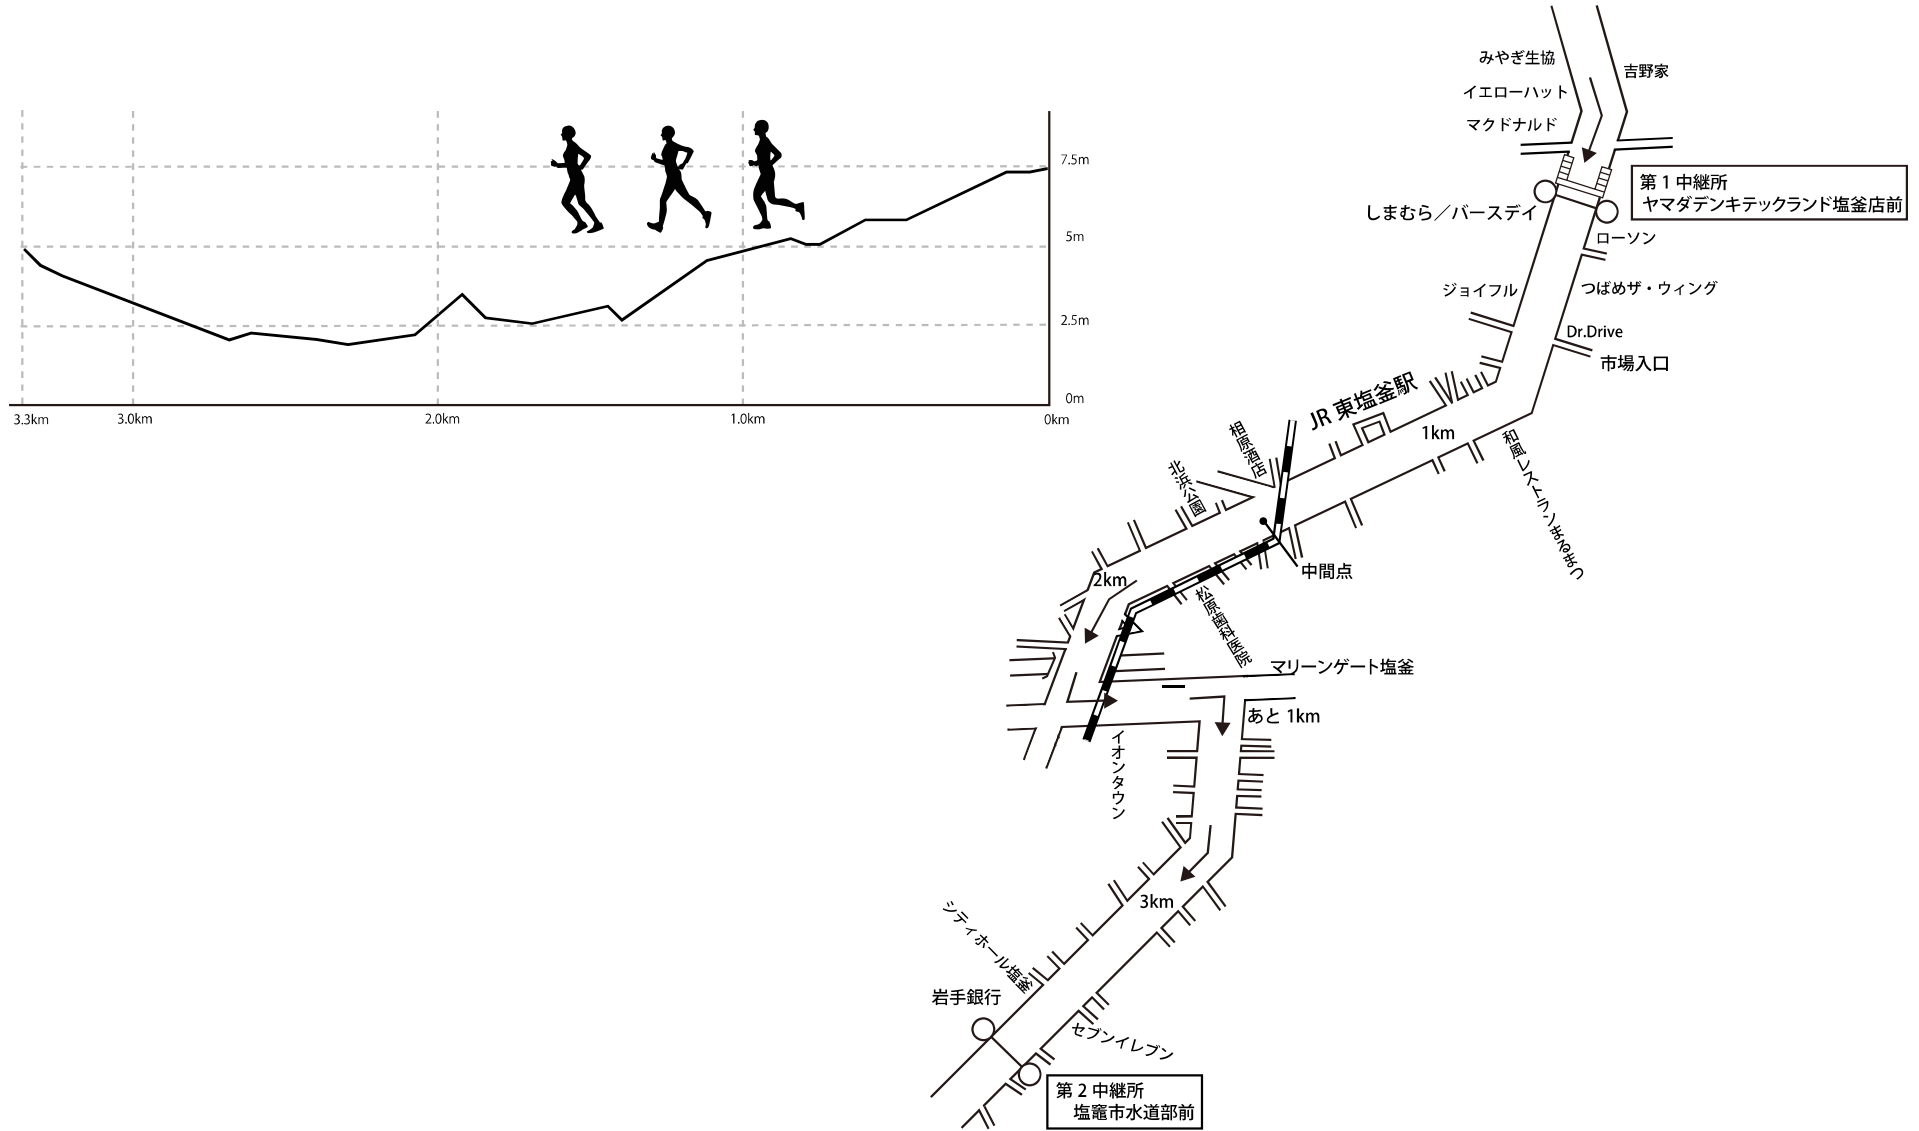 7.5m
5m
2.5m
0m
3.3km
3.0km
2.0km
1.0km
0km
みやぎ生協
吉野家
イエローハット
マクドナルド
第1中継所
ヤマダデンキテックランド塩釜店前
しまむら／バースデイ
ローソン
ジョイフル
つばめザ・ウィング
Dr.Drive
市場入口
JR 東塩釜駅
1km
相原酒店
和風レストランまるまつ
北浜公園
中間点
2km
松原歯科医院
マリーンゲート塩釜
あと1km
イオンタウン
3km
シティホール塩釜
岩手銀行
セブンイレブン
第2中継所
塩竈市水道部前